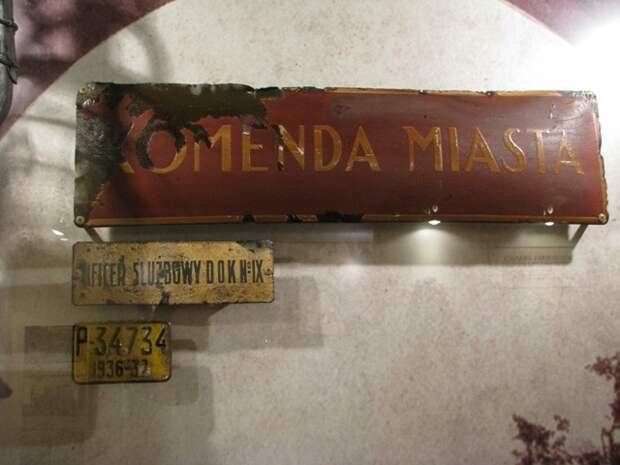 KOMENDA MIASTA
OFICER SŁUŻBOWY D.O.K. Nr IX
P-34734
1936-37